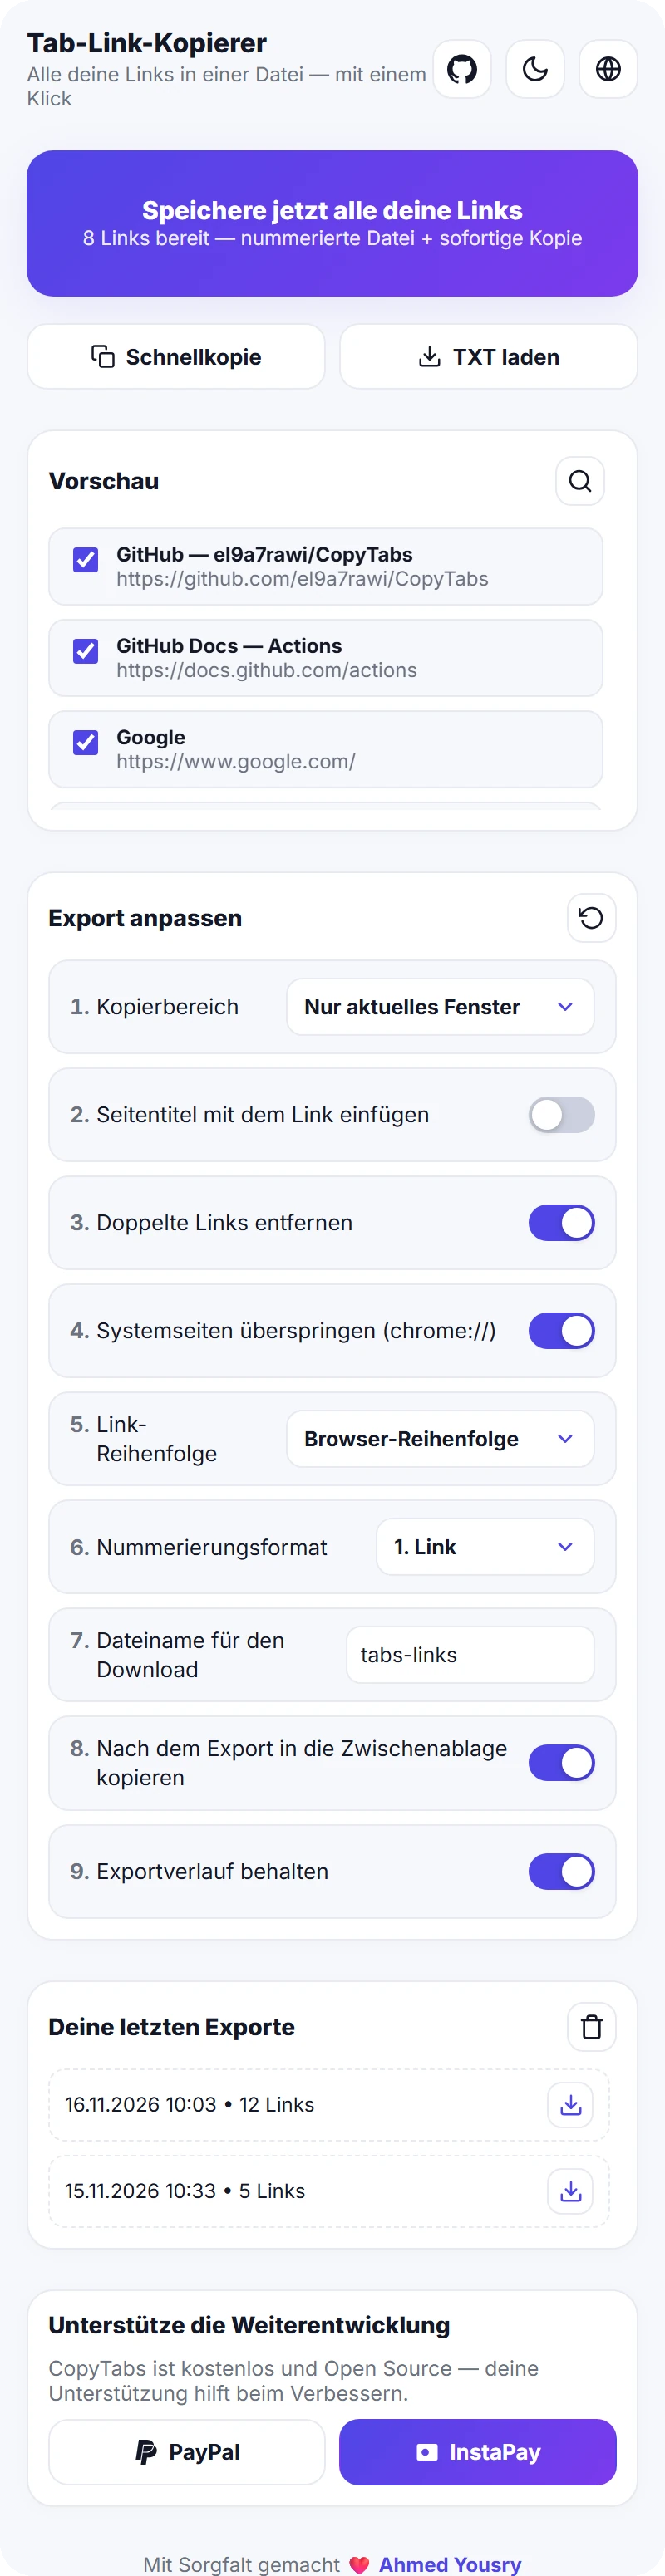 Tab-Link-Kopierer
Alle deine Links in einer Datei — mit einem
Klick
Speichere jetzt alle deine Links
8 Links bereit — nummerierte Datei + sofortige Kopie
Schnellkopie
TXT laden
Vorschau
GitHub — el9a7rawi/CopyTabs
https://github.com/el9a7rawi/CopyTabs
GitHub Docs — Actions
https://docs.github.com/actions
Google
https://www.google.com/
Export anpassen
1. Kopierbereich
Nur aktuelles Fenster
2. Seitentitel mit dem Link einfügen
3. Doppelte Links entfernen
4. Systemseiten überspringen (chrome://)
5. Link-
Reihenfolge
Browser-Reihenfolge
6. Nummerierungsformat
1. Link
7. Dateiname für den
Download
tabs-links
8. Nach dem Export in die Zwischenablage
kopieren
9. Exportverlauf behalten
Deine letzten Exporte
16.11.2026 10:03 • 12 Links
15.11.2026 10:33 • 5 Links
Unterstütze die Weiterentwicklung
CopyTabs ist kostenlos und Open Source — deine
Unterstützung hilft beim Verbessern.
PayPal
InstaPay
Mit Sorgfalt gemacht ❤️ Ahmed Yousry